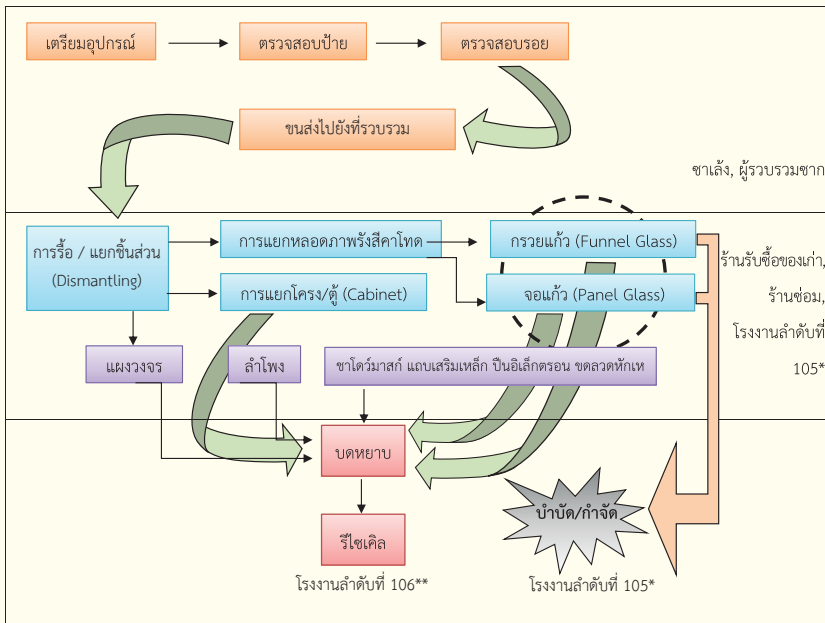 เตรียมอุปกรณ์
ตรวจสอบป้าย
ตรวจสอบรอย
ขนส่งไปยังที่รวบรวม
ซาเล้ง, ผู้รวบรวมซาก
การรื้อ / แยกชิ้นส่วน
(Dismantling)
การแยกหลอดภาพรังสีคาโทด
กรวยแก้ว (Funnel Glass)
การแยกโครง/ตู้ (Cabinet)
จอแก้ว (Panel Glass)
ร้านรับซื้อของเก่า,
ร้านซ่อม,
โรงงานลำดับที่
105*
แผงวงจร
ลำโพง
ชาโดว์มาสก์ แถบเสริมเหล็ก ปืนอิเล็กตรอน ขดลวดหักเห
บดหยาบ
รีไซเคิล
บำบัด/กำจัด
โรงงานลำดับที่ 106**
โรงงานลำดับที่ 105*